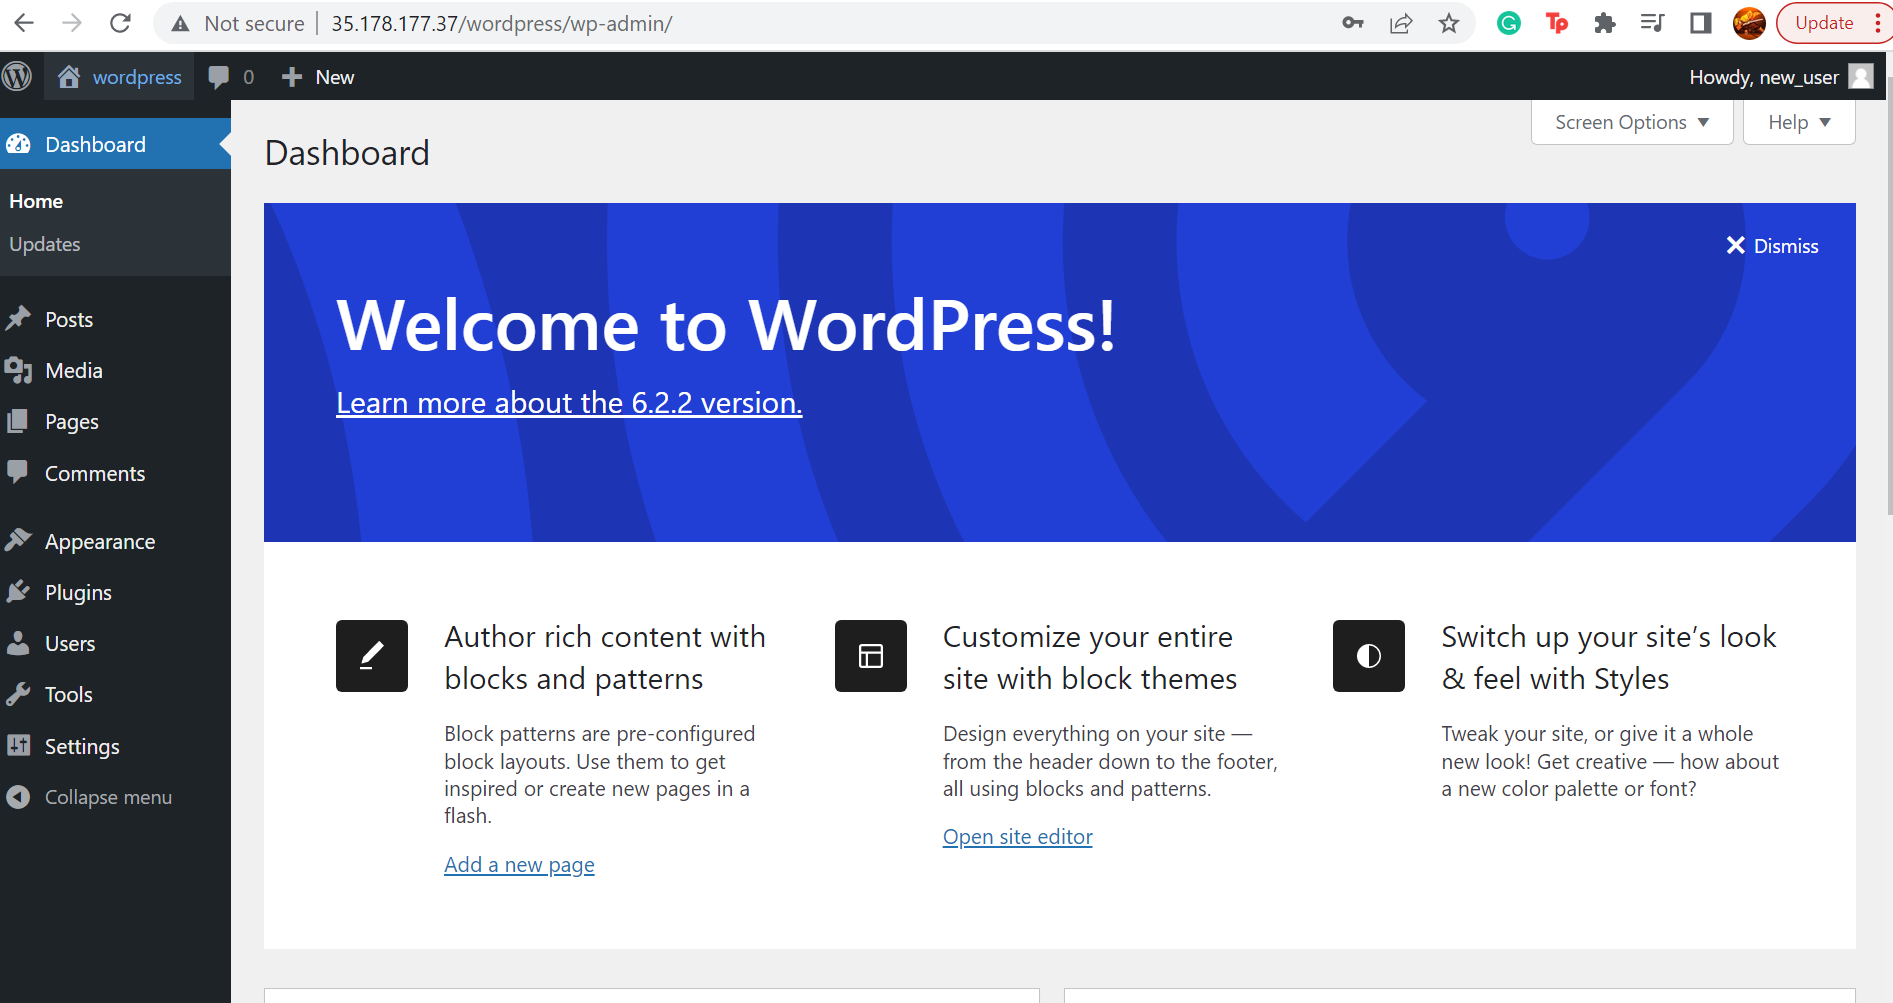 Not secure 35.178.177.37/wordpress/wp-admin/ Update
wordpress 0 New Howdy, new_user
Screen Options Help
Dashboard
Home
Updates
Posts
Media
Pages
Comments
Appearance
Plugins
Users
Tools
Settings
Collapse menu
Dashboard
Dismiss
Welcome to WordPress!
Learn more about the 6.2.2 version.
Author rich content with
blocks and patterns
Block patterns are pre-configured
block layouts. Use them to get
inspired or create new pages in a
flash.
Add a new page
Customize your entire
site with block themes
Design everything on your site —
from the header down to the footer,
all using blocks and patterns.
Open site editor
Switch up your site’s look
& feel with Styles
Tweak your site, or give it a whole
new look! Get creative — how about
a new color palette or font?